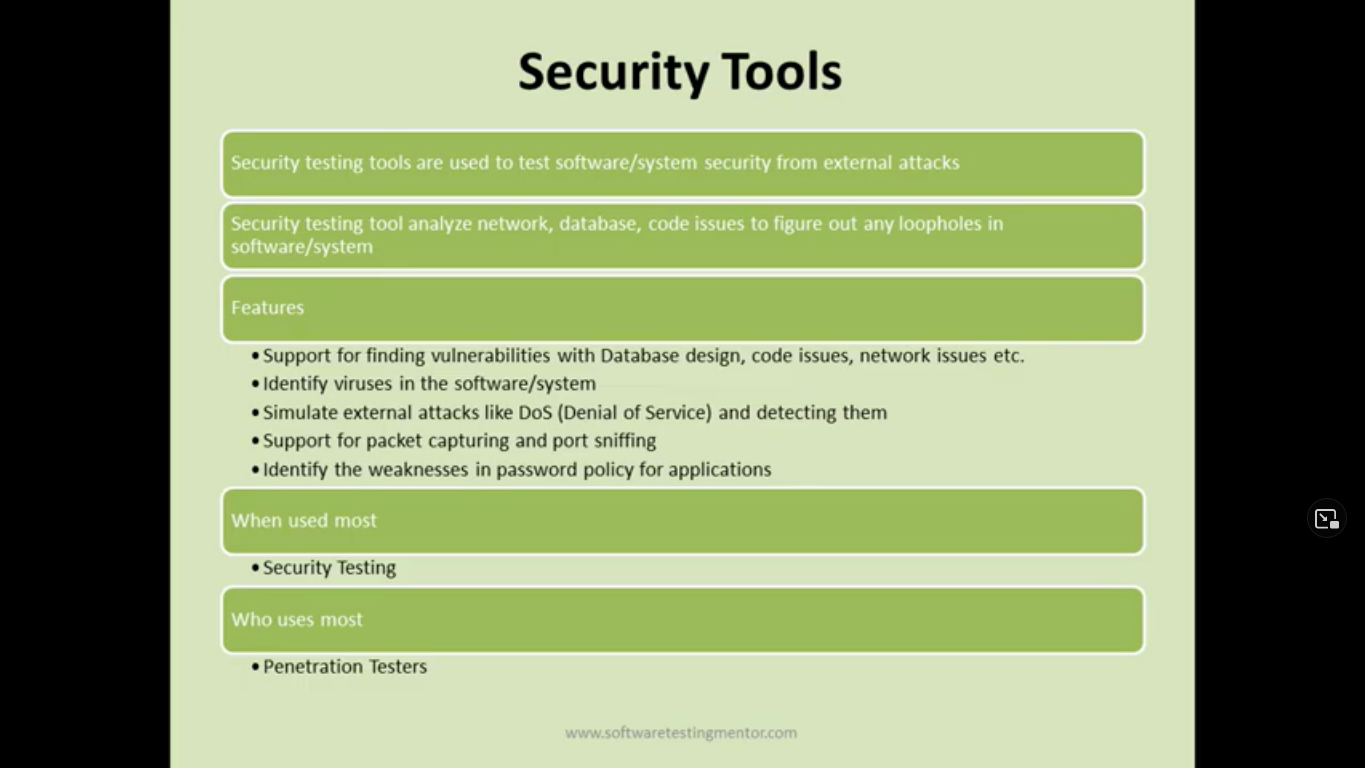 Security Tools
Security testing tools are used to test software/system security from external attacks
Security testing tool analyze network, database, code issues to figure out any loopholes in
software/system
Features
•Support for finding vulnerabilities with Database design, code issues, network issues etc.
•Identify viruses in the software/system
•Simulate external attacks like DoS (Denial of Service) and detecting them
•Support for packet capturing and port sniffing
•Identify the weaknesses in password policy for applications
When used most
•Security Testing
Who uses most
•Penetration Testers
www.softwaretestingmentor.com